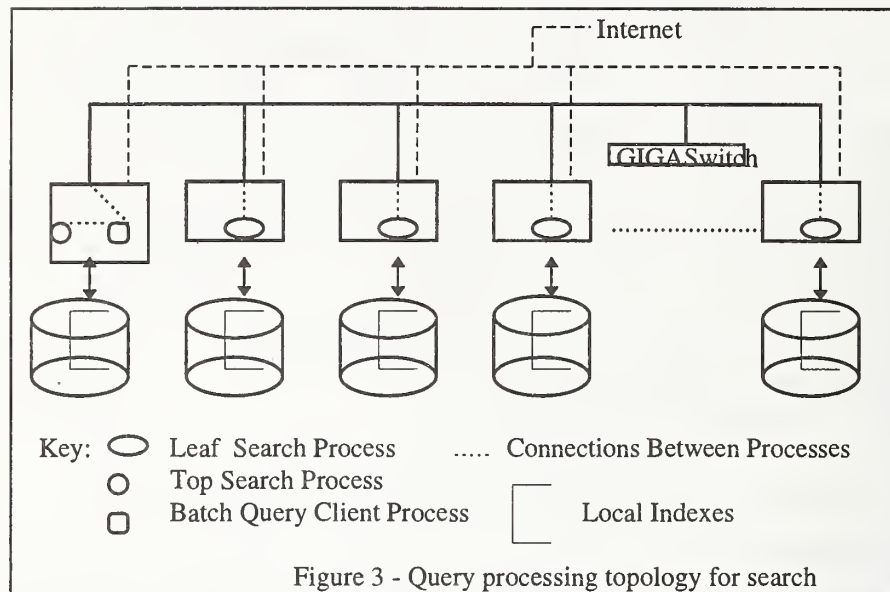 Internet
GIGASwitch
Key: Leaf Search Process ..... Connections Between Processes
Top Search Process
Batch Query Client Process Local Indexes
Figure 3 - Query processing topology for search